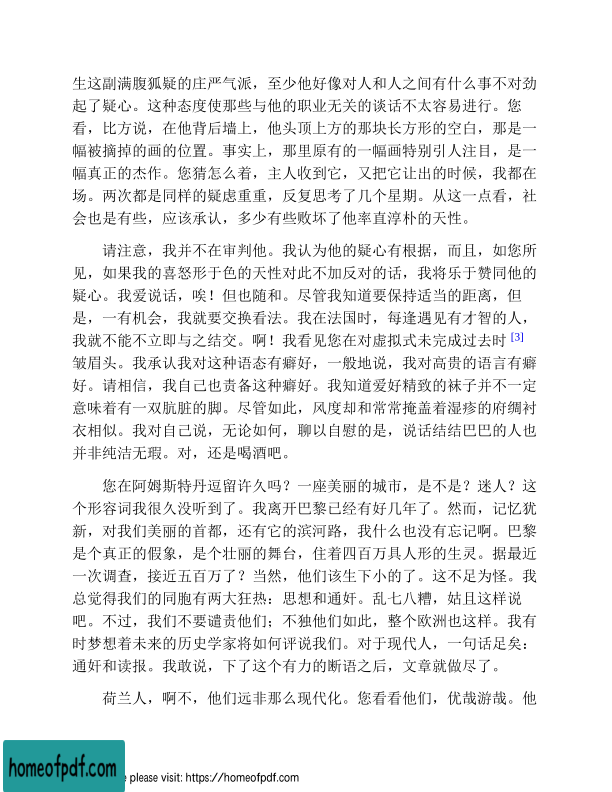 生这副满腹狐疑的庄严气派，至少他好像对人和人之间有什么事不对劲
起了疑心。这种态度使那些与他的职业无关的谈话不太容易进行。您
看，比方说，在他背后墙上，他头顶上方的那块长方形的空白，那是一
幅被摘掉的画的位置。事实上，那里原有的一幅画特别引人注目，是一
幅真正的杰作。您猜怎么着，主人收到它，又把它让出的时候，我都在
场。两次都是同样的疑虑重重，反复思考了几个星期。从这一点看，社
会也是有些，应该承认，多少有些败坏了他率直淳朴的天性。
请注意，我并不在审判他。我认为他的疑心有根据，而且，如您所
见，如果我的喜怒形于色的天性对此不加反对的话，我将乐于赞同他的
疑心。我爱说话，唉！但也随和。尽管我知道要保持适当的距离，但
是，一有机会，我就要交换看法。我在法国时，每逢遇见有才智的人，
我就不能不立即与之结交。啊！我看见您在对虚拟式未完成过去时 [3]
皱眉头。我承认我对这种语态有癖好，一般地说，我对高贵的语言有癖
好。请相信，我自己也责备这种癖好。我知道爱好精致的袜子并不一定
意味着有一双肮脏的脚。尽管如此，风度却和常常掩盖着湿疹的府绸衬
衣相似。我对自己说，无论如何，聊以自慰的是，说话结结巴巴的人也
并非纯洁无瑕。对，还是喝酒吧。
您在阿姆斯特丹逗留许久吗？一座美丽的城市，是不是？迷人？这
个形容词我很久没听到了。我离开巴黎已经有好几年了。然而，记忆犹
新，对我们美丽的首都，还有它的滨河路，我什么也没有忘记啊。巴黎
是个真正的假象，是个壮丽的舞台，住着四百万具人形的生灵。据最近
一次调查，接近五百万了？当然，他们该生下小的了。这不足为怪。我
总觉得我们的同胞有两大狂热：思想和通奸。乱七八糟，姑且这样说
吧。不过，我们不要谴责他们；不独他们如此，整个欧洲也这样。我有
时梦想着未来的历史学家将如何评说我们。对于现代人，一句话足矣：
通奸和读报。我敢说，下了这个有力的断语之后，文章就做尽了。
荷兰人，啊不，他们远非那么现代化。您看看他们，优哉游哉。他
homeofpdf.com
e please visit: https://homeofpdf.com